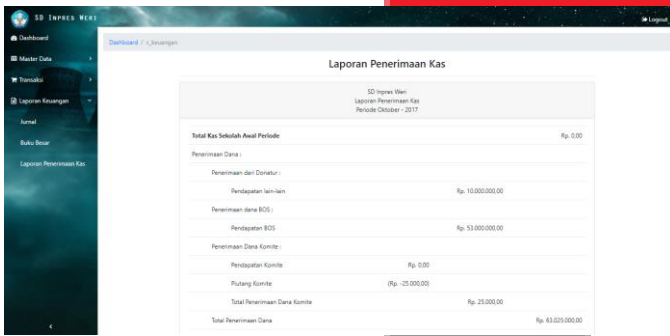 SD INPRES WERI
Logout
Dashboard
Dashboard / c_keuangan
Master Data
Transaksi
Laporan Keuangan
Jurnal
Buku Besar
Laporan Penerimaan Kas
Laporan Penerimaan Kas
SD Inpres Weri
Laporan Penerimaan Kas
Periode Oktober - 2017
Total Kas Sekolah Awal Periode Rp. 0,00
Penerimaan Dana :
Penerimaan dari Donatur :
Pendapatan lain-lain Rp. 10.000.000,00
Penerimaan dana BOS :
Pendapatan BOS Rp. 53.000.000,00
Penerimaan Dana Komite :
Pendapatan Komite Rp. 0,00
Piutang Komite (Rp. -25.000,00)
Total Penerimaan Dana Komite Rp. 25.000,00
Total Penerimaan Dana Rp. 63.025.000,00